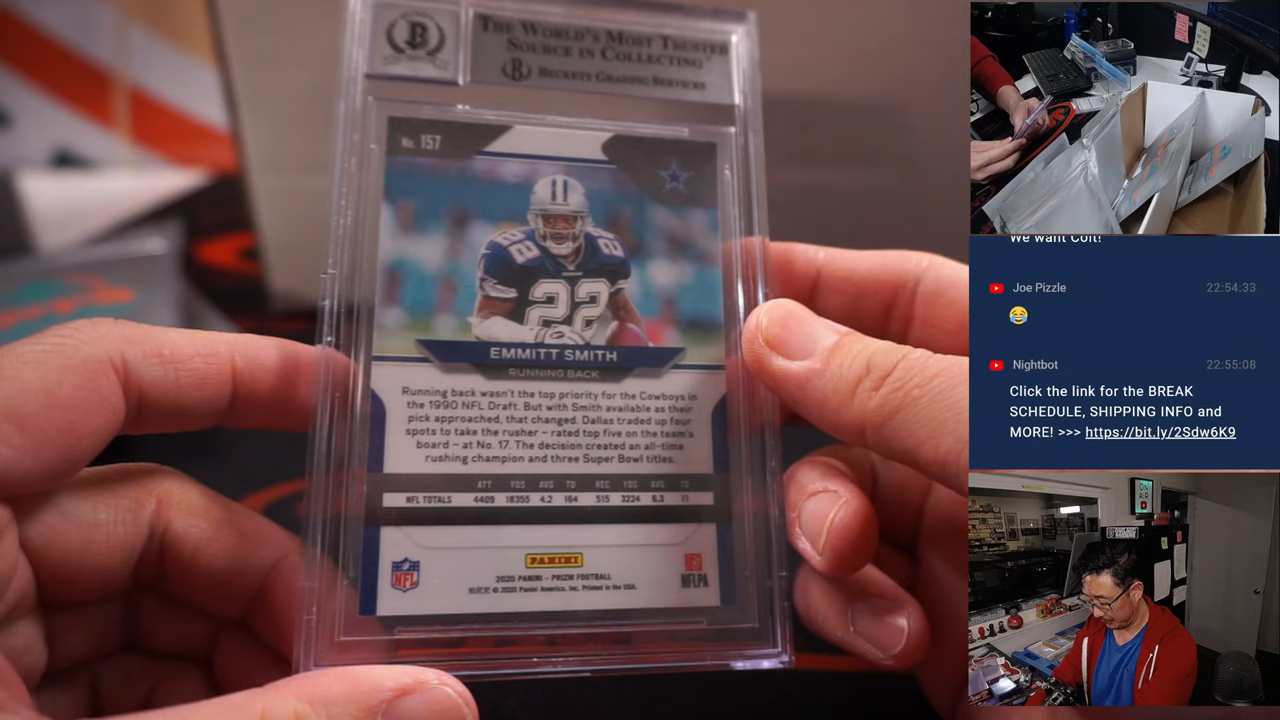 THE WORLD'S MOST TRUSTED
SOURCE IN COLLECTING™
B BECKETT GRADING SERVICES
B
No. 157
22
22
22
EMMITT SMITH
RUNNING BACK
Running back wasn't the top priority for the Cowboys in
the 1990 NFL Draft. But with Smith available as their
pick approached, that changed. Dallas traded up four
spots to take the rusher – rated top five on the team's
board – at No. 17. The decision created an all-time
rushing champion and three Super Bowl titles.
ATT YDS AVG TD REC YDS AVG TD
NFL TOTALS 4409 18355 4.2 164 515 3224 6.3 11
PANINI
NFL
2020 PANINI – PRIZM FOOTBALL
© 2020 Panini America, Inc. Printed in the USA.
NFLPA
We want Colt!
Joe Pizzle 22:54:33
😂
Nightbot 22:55:08
Click the link for the BREAK
SCHEDULE, SHIPPING INFO and
MORE! >>> https://bit.ly/2Sdw6K9
ON
AIR